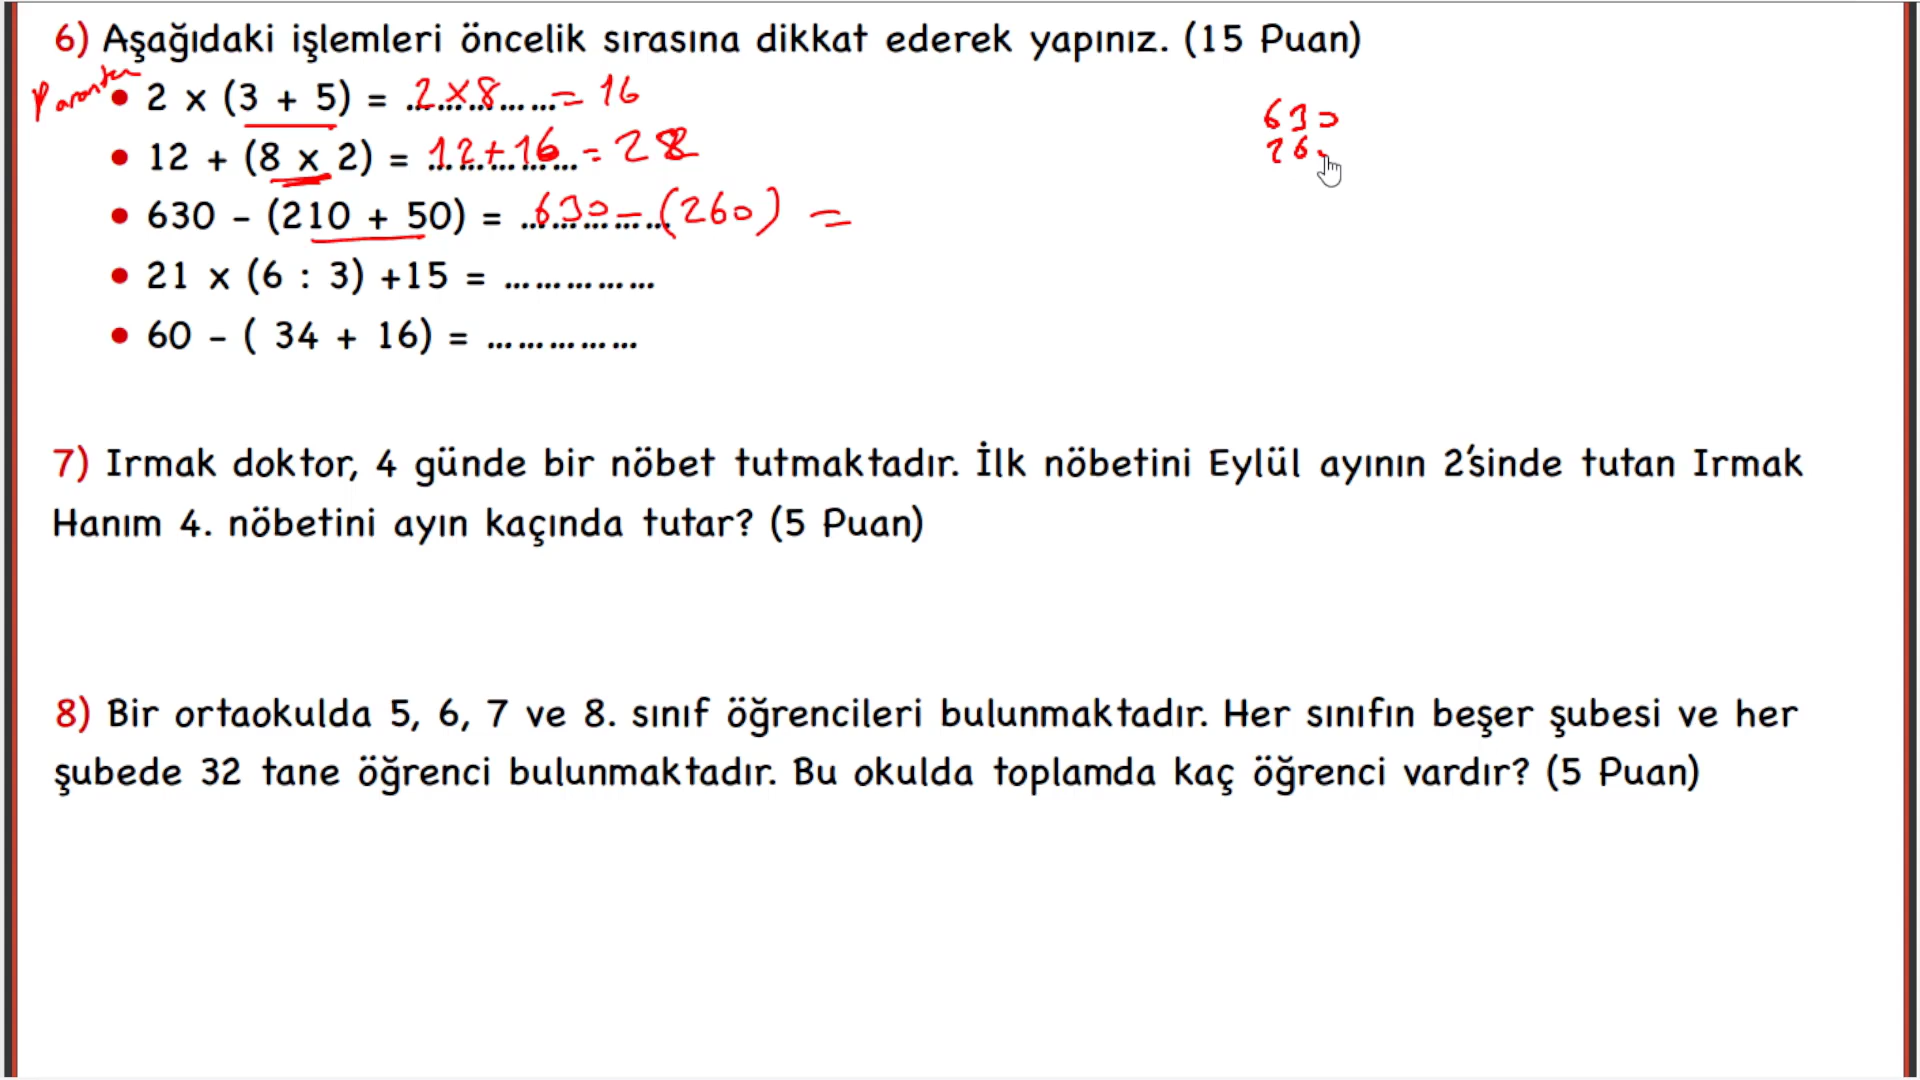 6) Aşağıdaki işlemleri öncelik sırasına dikkat ederek yapınız. (15 Puan)
Parantez
• 2 x (3 + 5) = ...2x8...... = 16
• 12 + (8 x 2) = ...12+16...... = 28
• 630 - (210 + 50) = ...630-(260) =
• 21 x (6 : 3) +15 = ……………
• 60 - ( 34 + 16) = ……………
630
26
7) Irmak doktor, 4 günde bir nöbet tutmaktadır. İlk nöbetini Eylül ayının 2'sinde tutan Irmak
Hanım 4. nöbetini ayın kaçında tutar? (5 Puan)
8) Bir ortaokulda 5, 6, 7 ve 8. sınıf öğrencileri bulunmaktadır. Her sınıfın beşer şubesi ve her
şubede 32 tane öğrenci bulunmaktadır. Bu okulda toplamda kaç öğrenci vardır? (5 Puan)